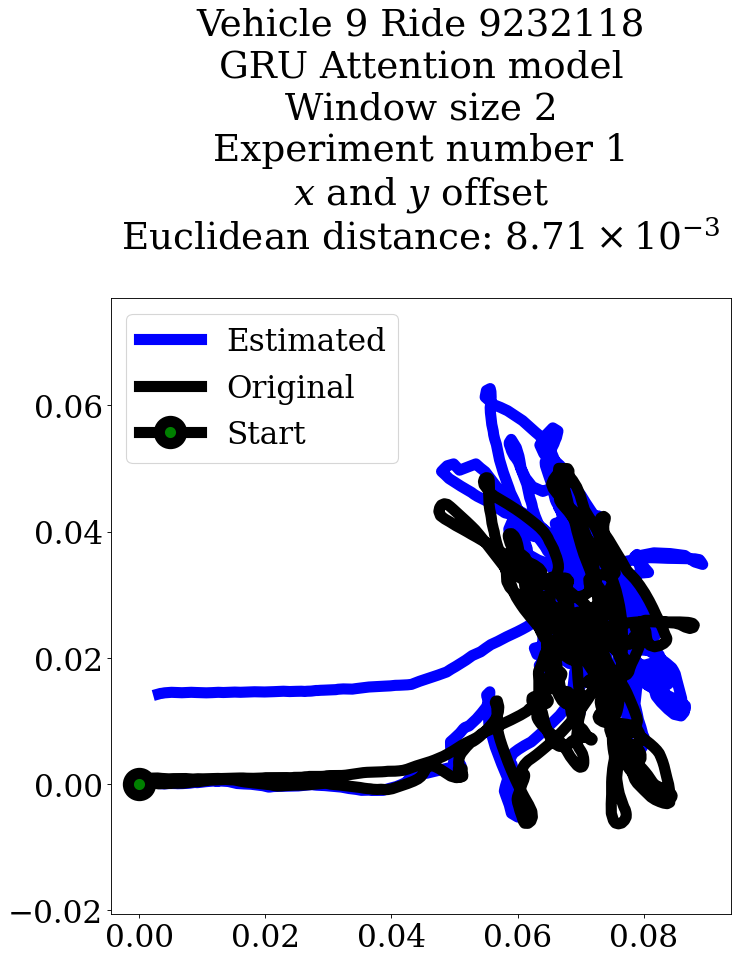 Vehicle 9 Ride 9232118
GRU Attention model
Window size 2
Experiment number 1
x and y offset
Euclidean distance: 8.71 × 10⁻³
Estimated
Original
Start
0.06
0.04
0.02
0.00
−0.02
0.00 0.02 0.04 0.06 0.08